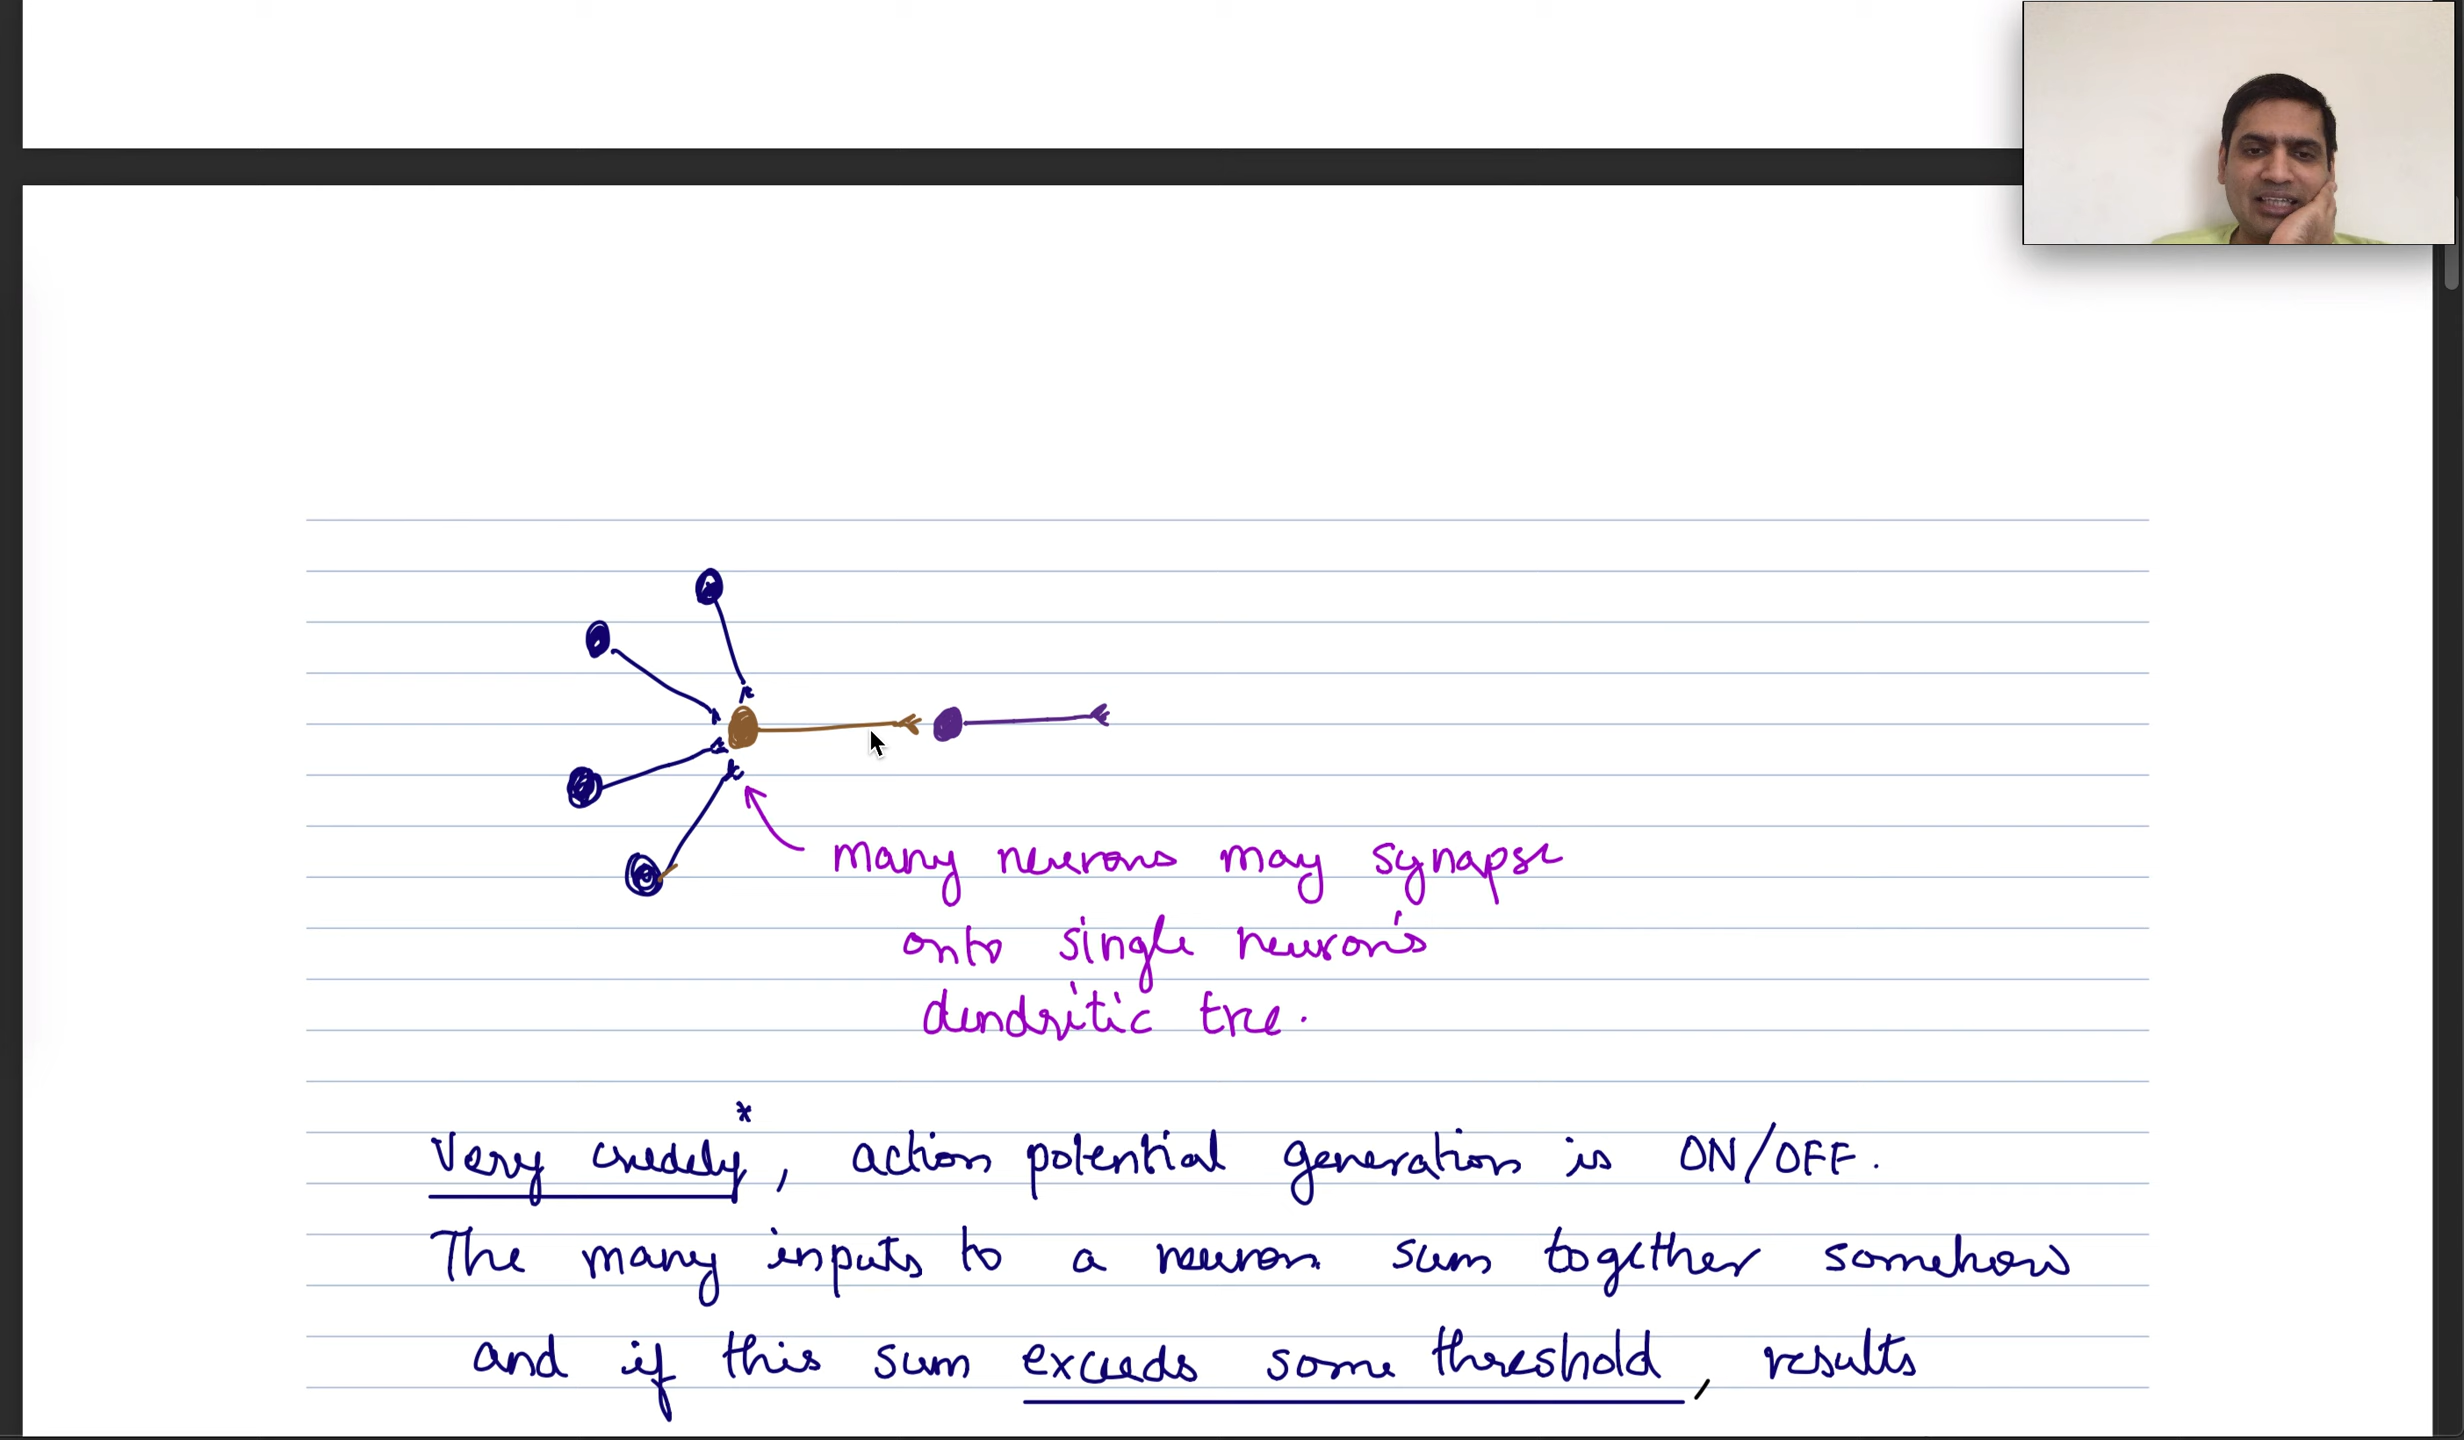 many neurons may synapse
onto single neuron's
dendritic tree.
Very crudely*, action potential generation is ON/OFF.
The many inputs to a neuron sum together somehow
and if this sum exceeds some threshold, results